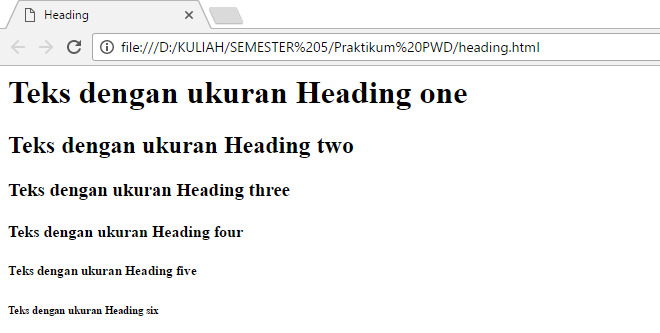 Heading
file:///D:/KULIAH/SEMESTER%205/Praktikum%20PWD/heading.html
Teks dengan ukuran Heading one
Teks dengan ukuran Heading two
Teks dengan ukuran Heading three
Teks dengan ukuran Heading four
Teks dengan ukuran Heading five
Teks dengan ukuran Heading six